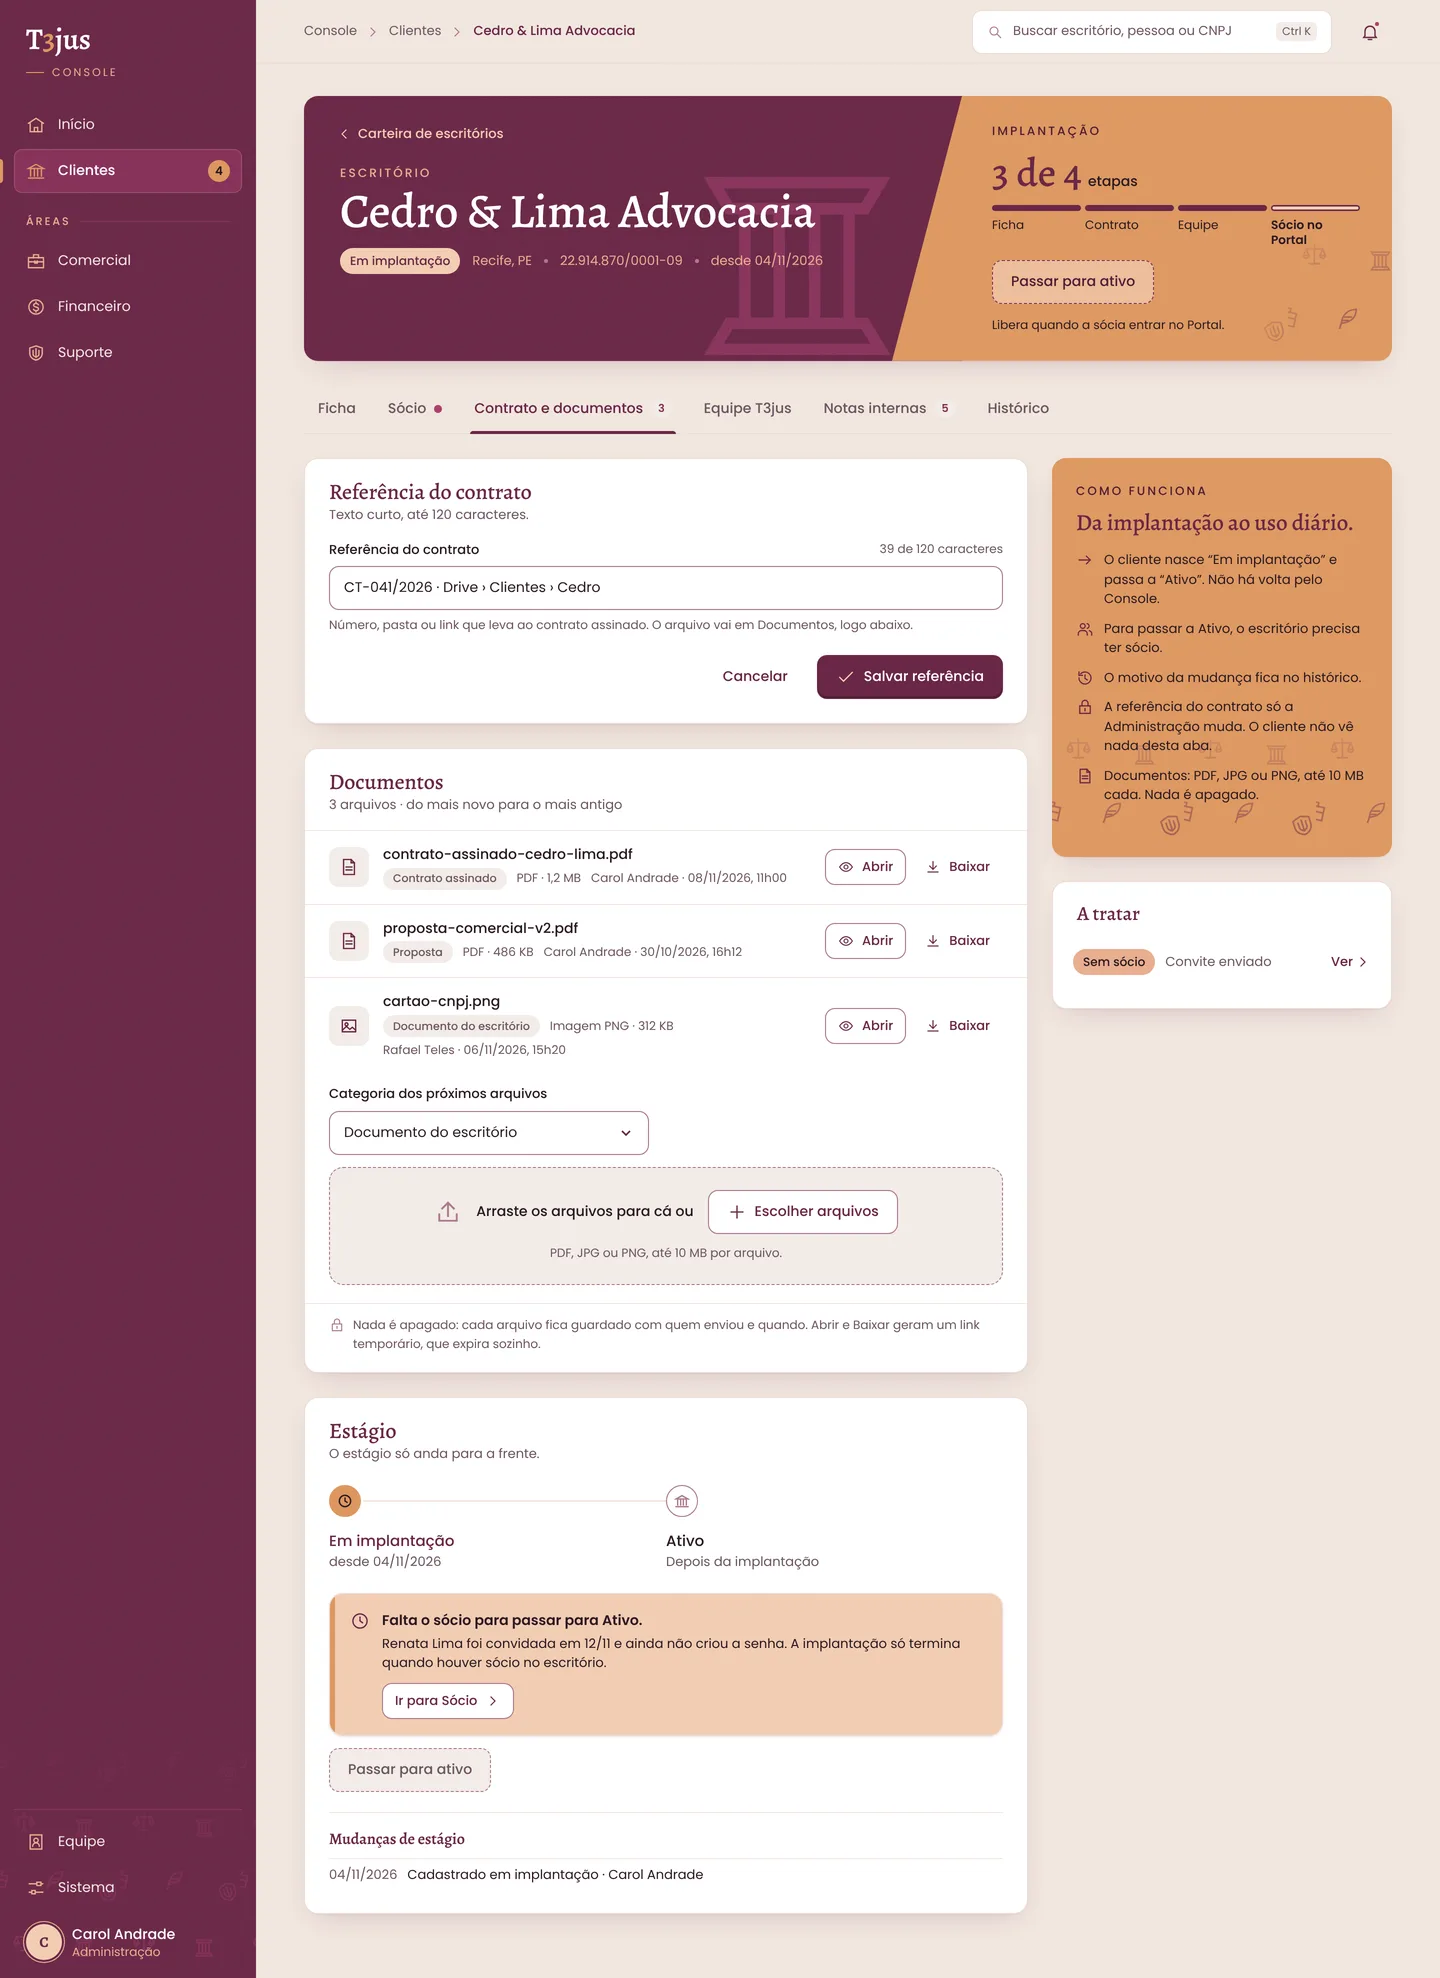 T3jus
CONSOLE
Início
Clientes 4
ÁREAS
Comercial
Financeiro
Suporte
Equipe
Sistema
C Carol Andrade
Administração
Console > Clientes > Cedro & Lima Advocacia
Buscar escritório, pessoa ou CNPJ Ctrl K
Carteira de escritórios
ESCRITÓRIO
Cedro & Lima Advocacia
Em implantação Recife, PE • 22.914.870/0001-09 • desde 04/11/2026
IMPLANTAÇÃO
3 de 4 etapas
Ficha Contrato Equipe Sócio no
Portal
Passar para ativo
Libera quando a sócia entrar no Portal.
Ficha Sócio Contrato e documentos 3 Equipe T3jus Notas internas 5 Histórico
Referência do contrato
Texto curto, até 120 caracteres.
Referência do contrato 39 de 120 caracteres
CT-041/2026 · Drive › Clientes › Cedro
Número, pasta ou link que leva ao contrato assinado. O arquivo vai em Documentos, logo abaixo.
Cancelar Salvar referência
Documentos
3 arquivos · do mais novo para o mais antigo
contrato-assinado-cedro-lima.pdf
Contrato assinado PDF · 1,2 MB Carol Andrade · 08/11/2026, 11h00
Abrir Baixar
proposta-comercial-v2.pdf
Proposta PDF · 486 KB Carol Andrade · 30/10/2026, 16h12
Abrir Baixar
cartao-cnpj.png
Documento do escritório Imagem PNG · 312 KB
Rafael Teles · 06/11/2026, 15h20
Abrir Baixar
Categoria dos próximos arquivos
Documento do escritório
Arraste os arquivos para cá ou Escolher arquivos
PDF, JPG ou PNG, até 10 MB por arquivo.
Nada é apagado: cada arquivo fica guardado com quem enviou e quando. Abrir e Baixar geram um link
temporário, que expira sozinho.
Estágio
O estágio só anda para a frente.
Em implantação
desde 04/11/2026
Ativo
Depois da implantação
Falta o sócio para passar para Ativo.
Renata Lima foi convidada em 12/11 e ainda não criou a senha. A implantação só termina
quando houver sócio no escritório.
Ir para Sócio
Passar para ativo
Mudanças de estágio
04/11/2026 Cadastrado em implantação · Carol Andrade
COMO FUNCIONA
Da implantação ao uso diário.
O cliente nasce “Em implantação” e
passa a “Ativo”. Não há volta pelo
Console.
Para passar a Ativo, o escritório precisa
ter sócio.
O motivo da mudança fica no histórico.
A referência do contrato só a
Administração muda. O cliente não vê
nada desta aba.
Documentos: PDF, JPG ou PNG, até 10 MB
cada. Nada é apagado.
A tratar
Sem sócio Convite enviado Ver